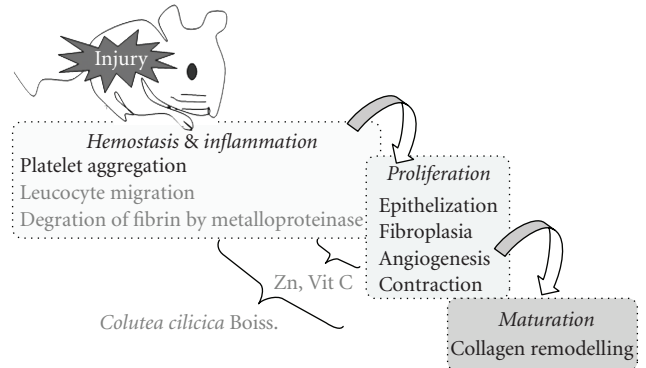 Injury
Hemostasis & inflammation
Platelet aggregation
Leucocyte migration
Degration of fibrin by metalloproteinase
Proliferation
Epithelization
Fibroplasia
Angiogenesis
Contraction
Zn, Vit C
Colutea cilicica Boiss.
Maturation
Collagen remodelling